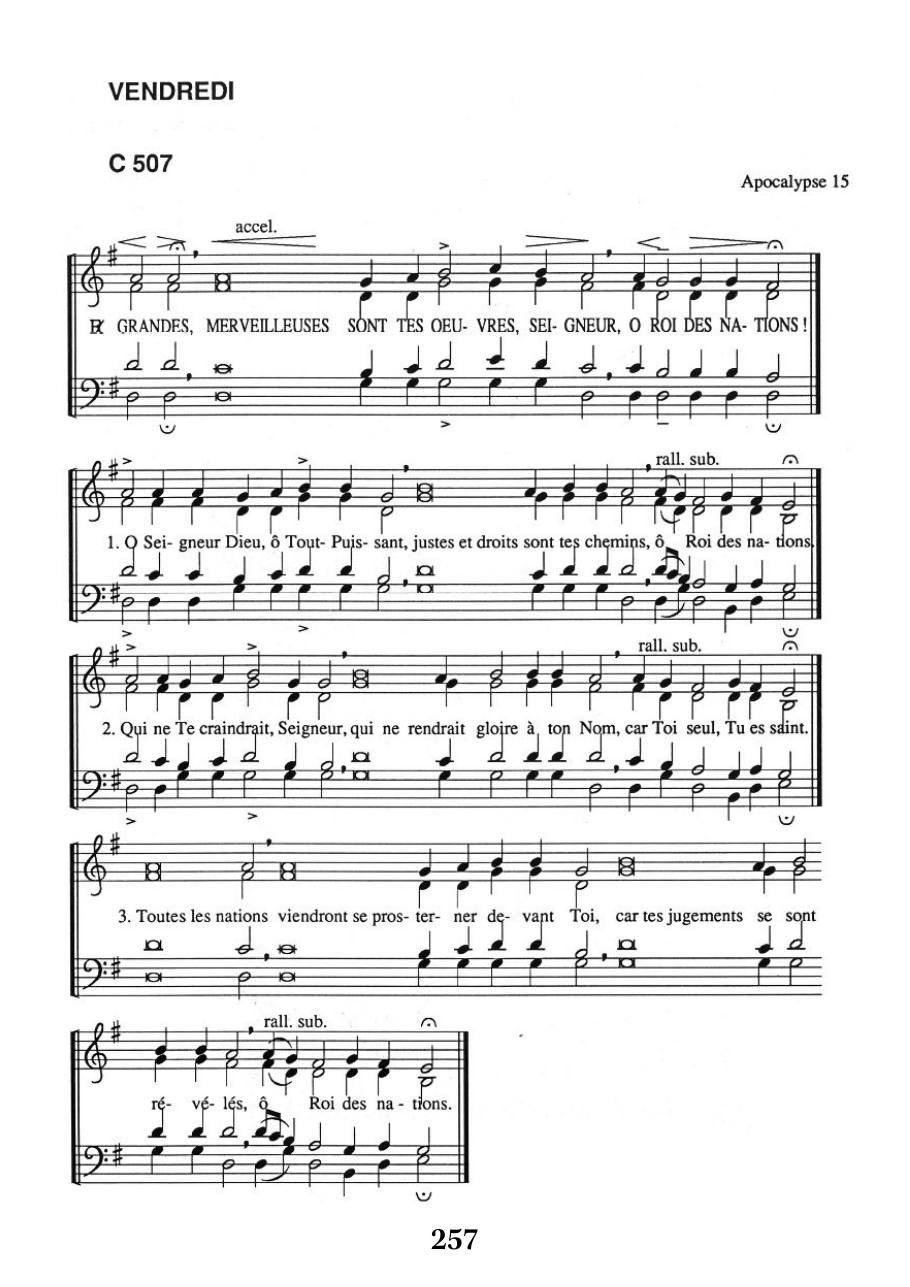 VENDREDI
C 507
Apocalypse 15
accel.
℟ GRANDES, MERVEILLEUSES SONT TES OEU- VRES, SEI- GNEUR, O ROI DES NA- TIONS !
rall. sub.
1. O Sei- gneur Dieu, ô Tout- Puis- sant, justes et droits sont tes chemins, ô Roi des na- tions.
rall. sub.
2. Qui ne Te craindrait, Seigneur, qui ne rendrait gloire à ton Nom, car Toi seul, Tu es saint.
3. Toutes les nations viendront se pros- ter- ner de- vant Toi, car tes jugements se sont
rall. sub.
ré- vé- lés, ô Roi des na - tions.
257